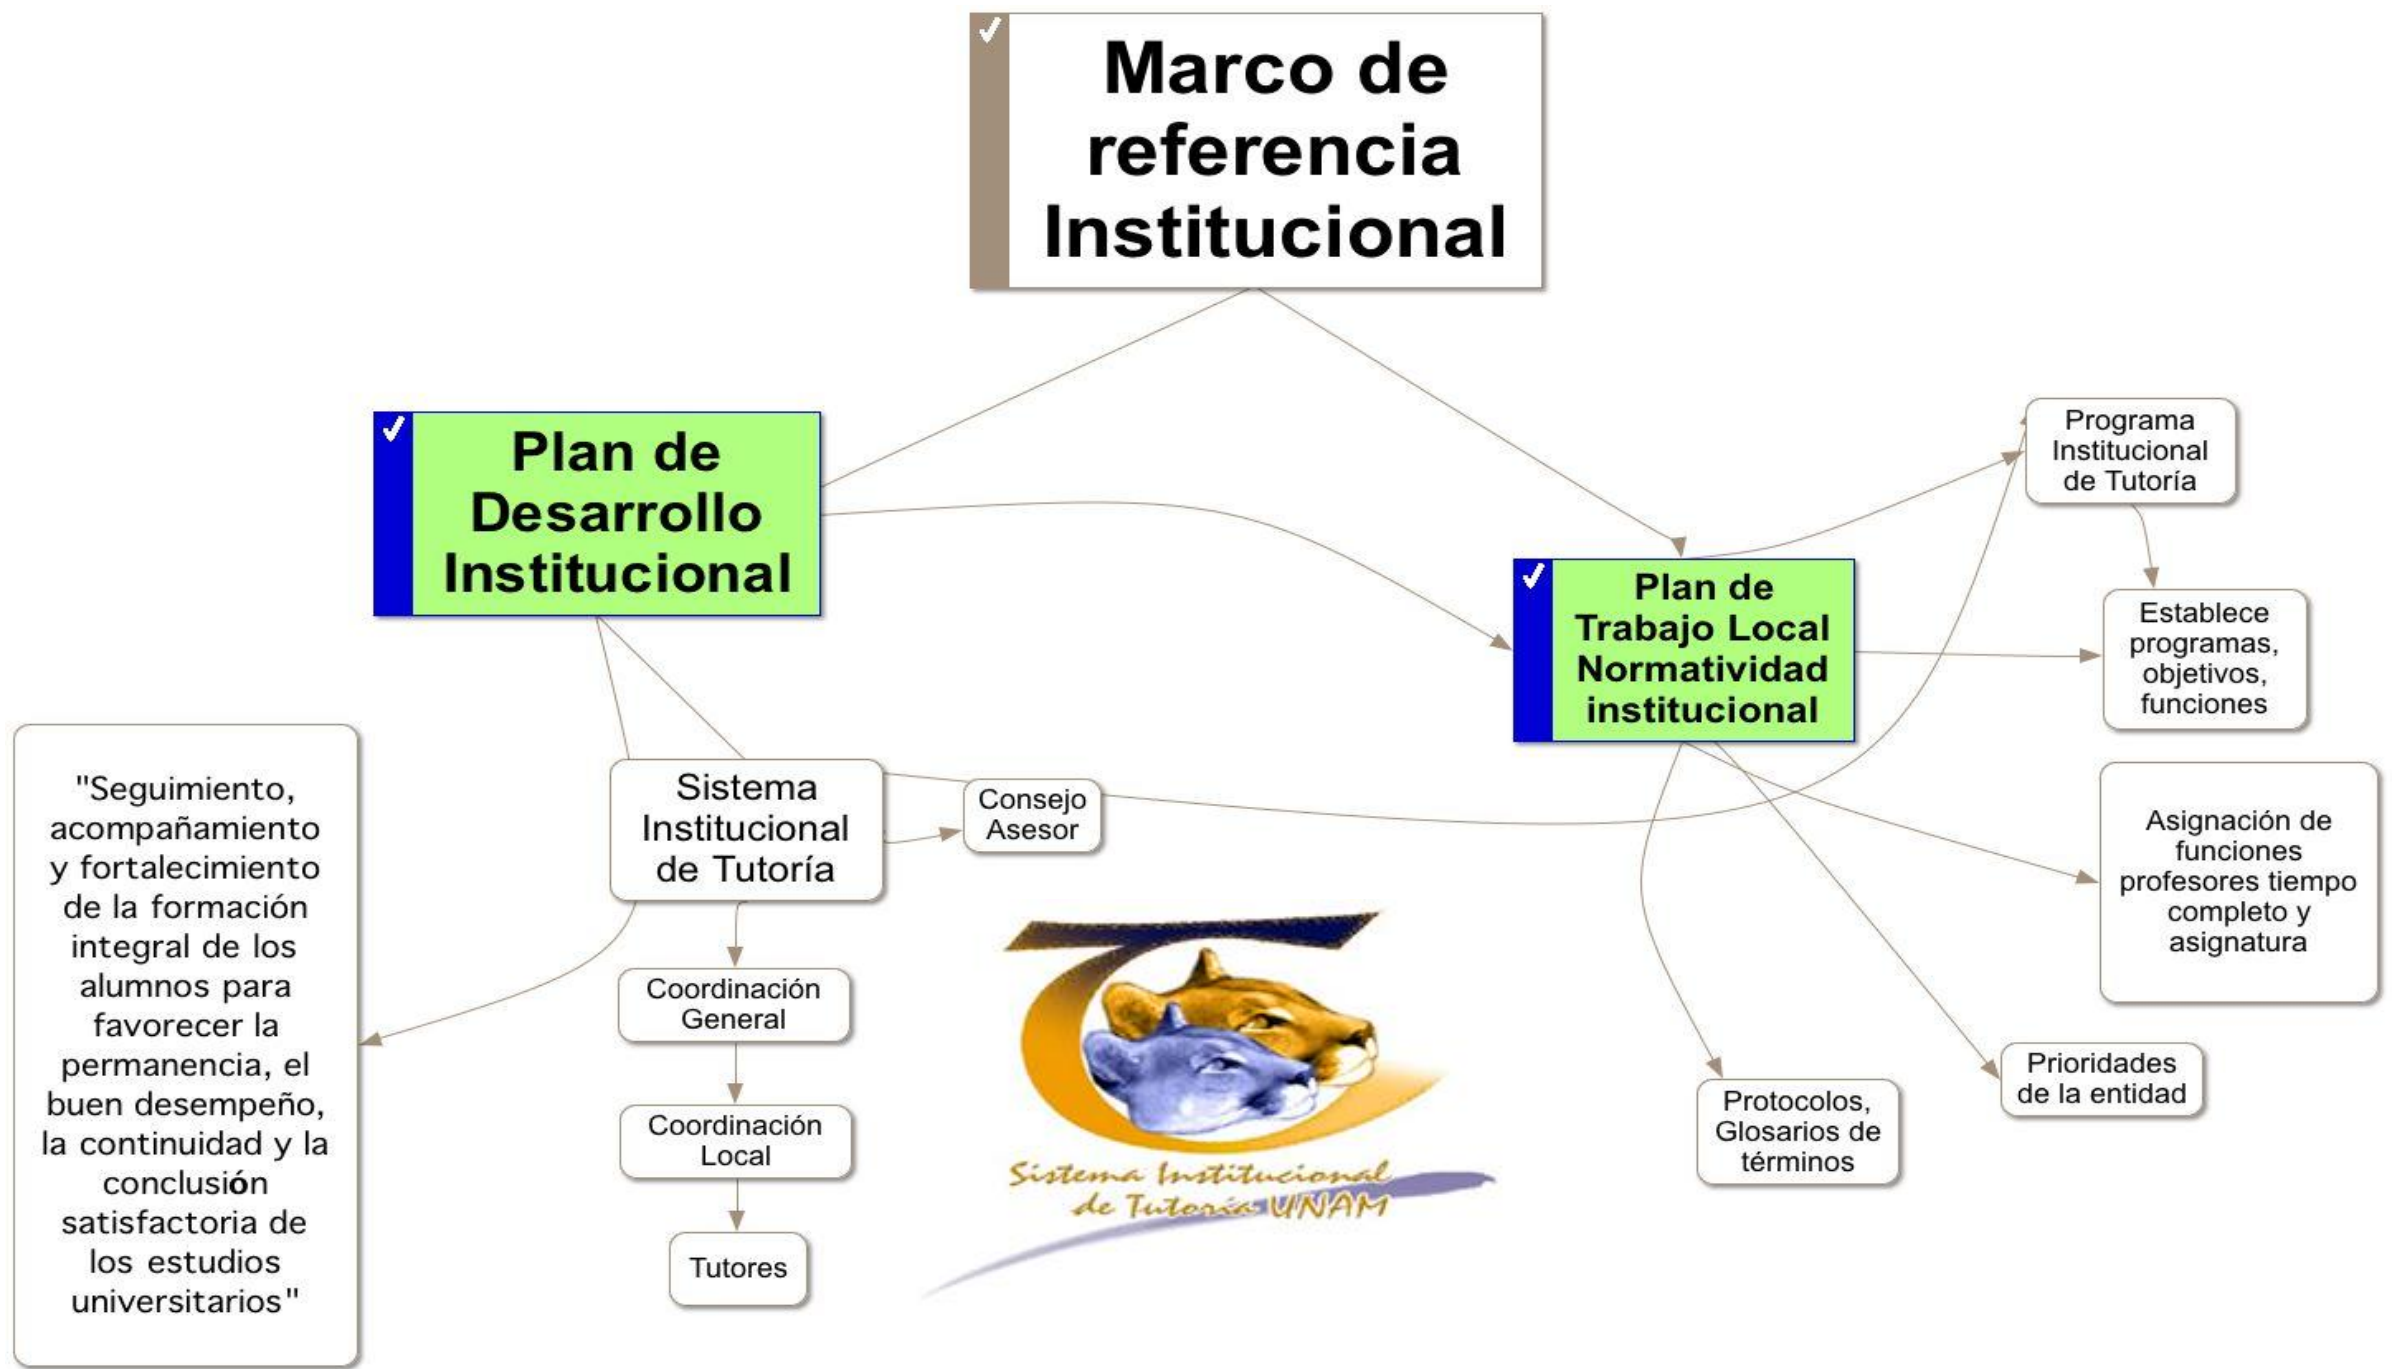 Marco de
referencia
Institucional
Plan de
Desarrollo
Institucional
Programa
Institucional
de Tutoría
Plan de
Trabajo Local
Normatividad
institucional
Establece
programas,
objetivos,
funciones
"Seguimiento,
acompañamiento
y fortalecimiento
de la formación
integral de los
alumnos para
favorecer la
permanencia, el
buen desempeño,
la continuidad y la
conclusión
satisfactoria de
los estudios
universitarios"
Sistema
Institucional
de Tutoría
Consejo
Asesor
Coordinación
General
Coordinación
Local
Tutores
Sistema Institucional
de Tutoría UNAM
Asignación de
funciones
profesores tiempo
completo y
asignatura
Prioridades
de la entidad
Protocolos,
Glosarios de
términos